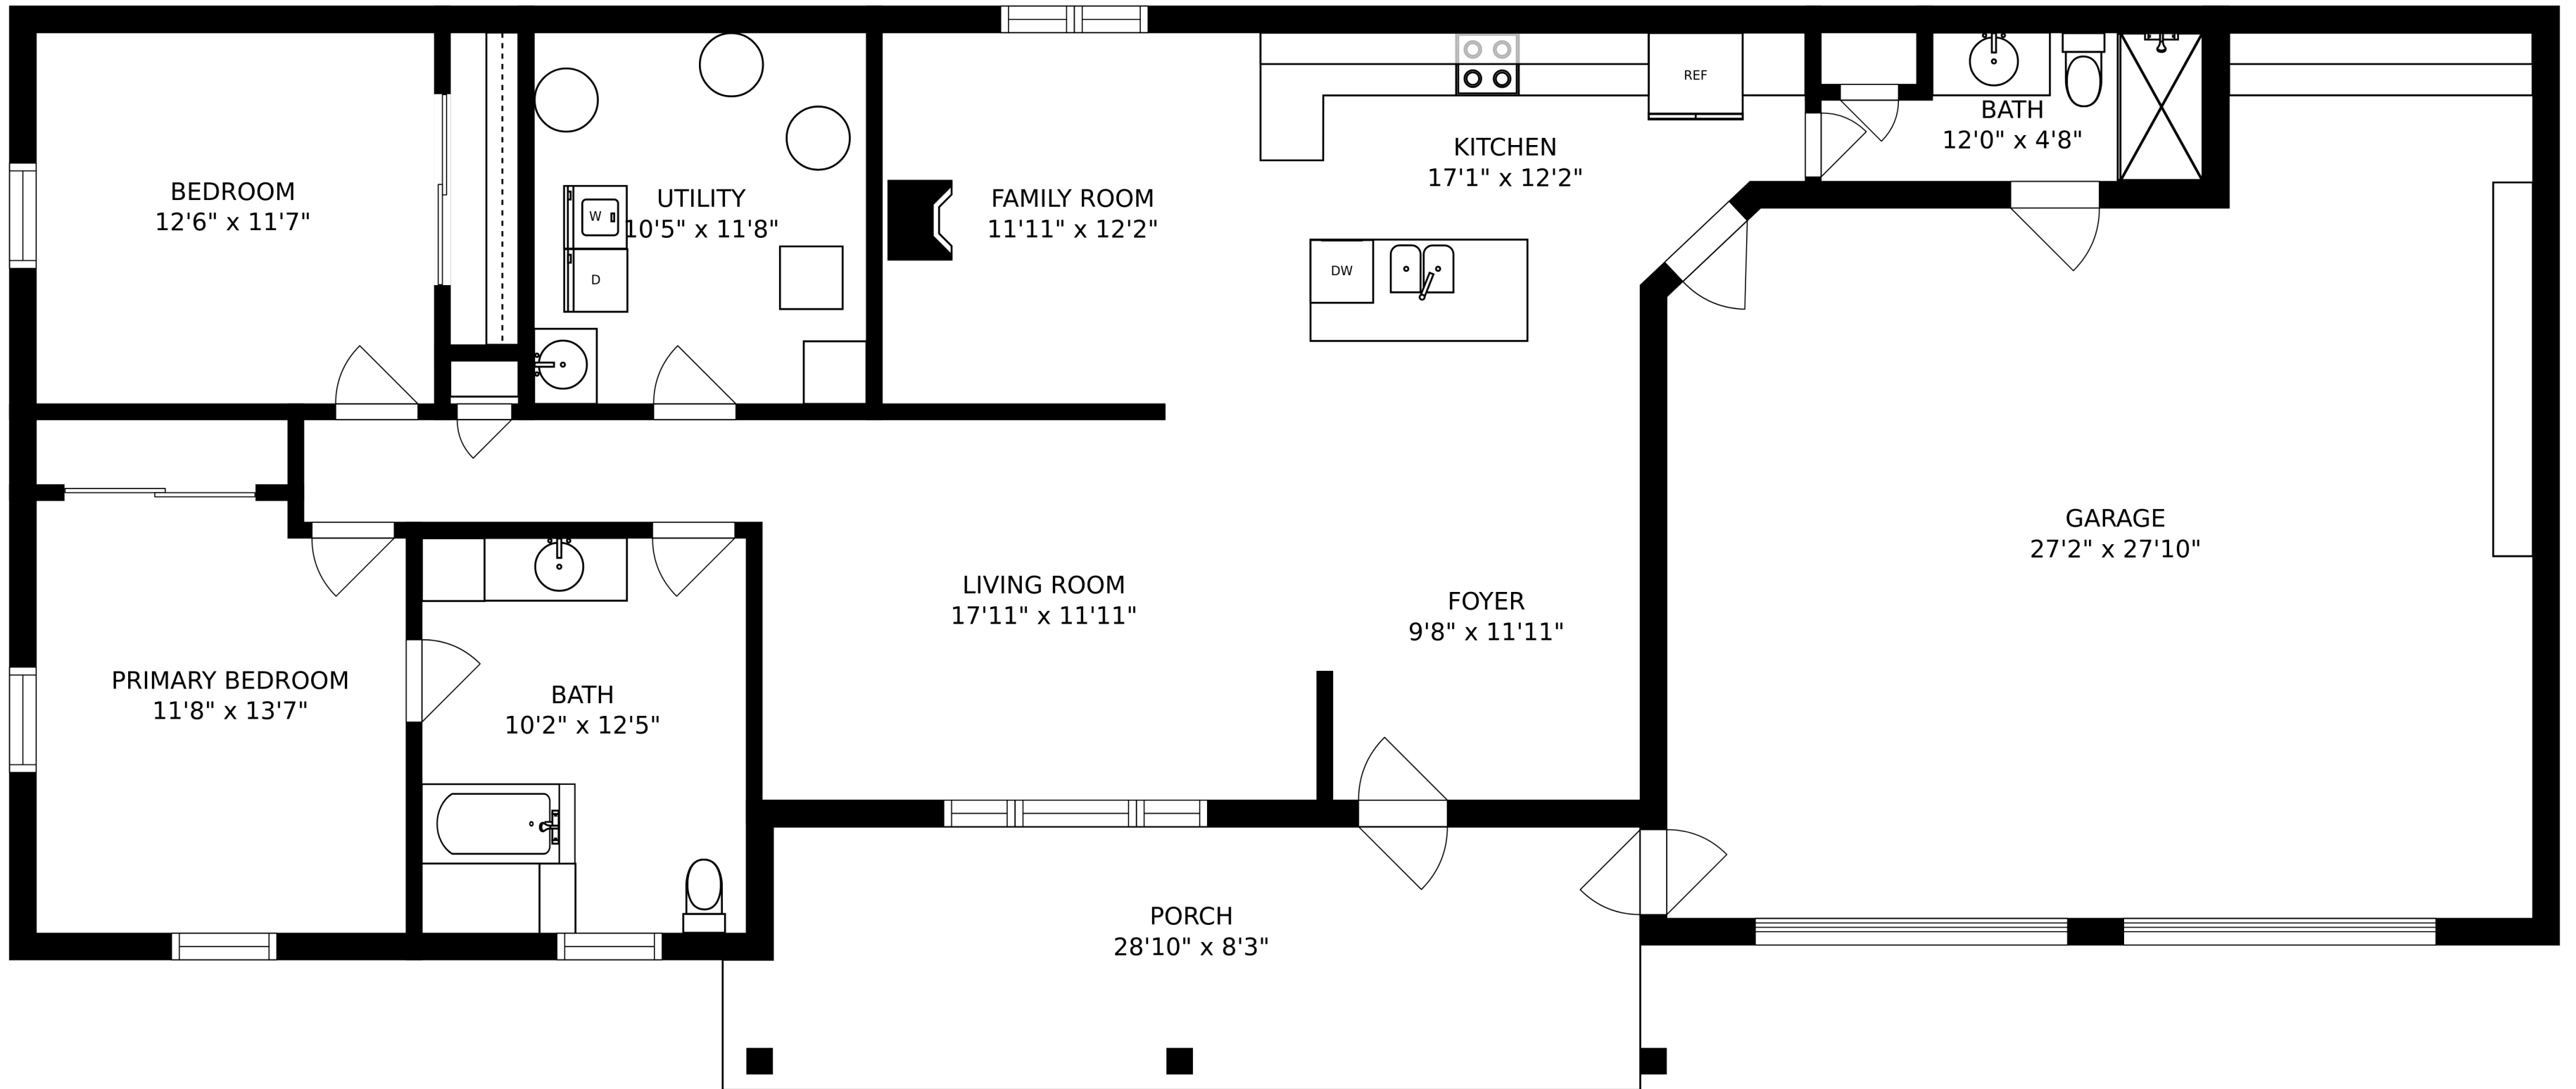 BEDROOM
12'6" x 11'7"
W
D
UTILITY
10'5" x 11'8"
FAMILY ROOM
11'11" x 12'2"
KITCHEN
17'1" x 12'2"
REF
DW
BATH
12'0" x 4'8"
GARAGE
27'2" x 27'10"
LIVING ROOM
17'11" x 11'11"
FOYER
9'8" x 11'11"
PRIMARY BEDROOM
11'8" x 13'7"
BATH
10'2" x 12'5"
PORCH
28'10" x 8'3"